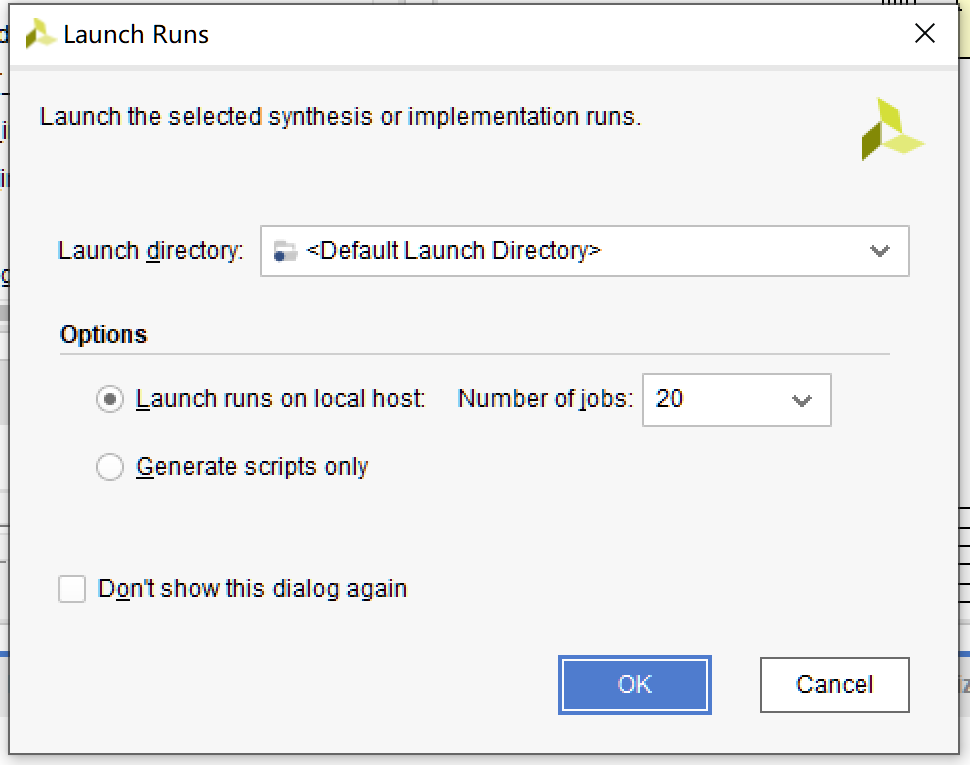 Launch Runs
Launch the selected synthesis or implementation runs.
Launch directory: <Default Launch Directory>
Options
Launch runs on local host: Number of jobs: 20
Generate scripts only
Don't show this dialog again
OK Cancel